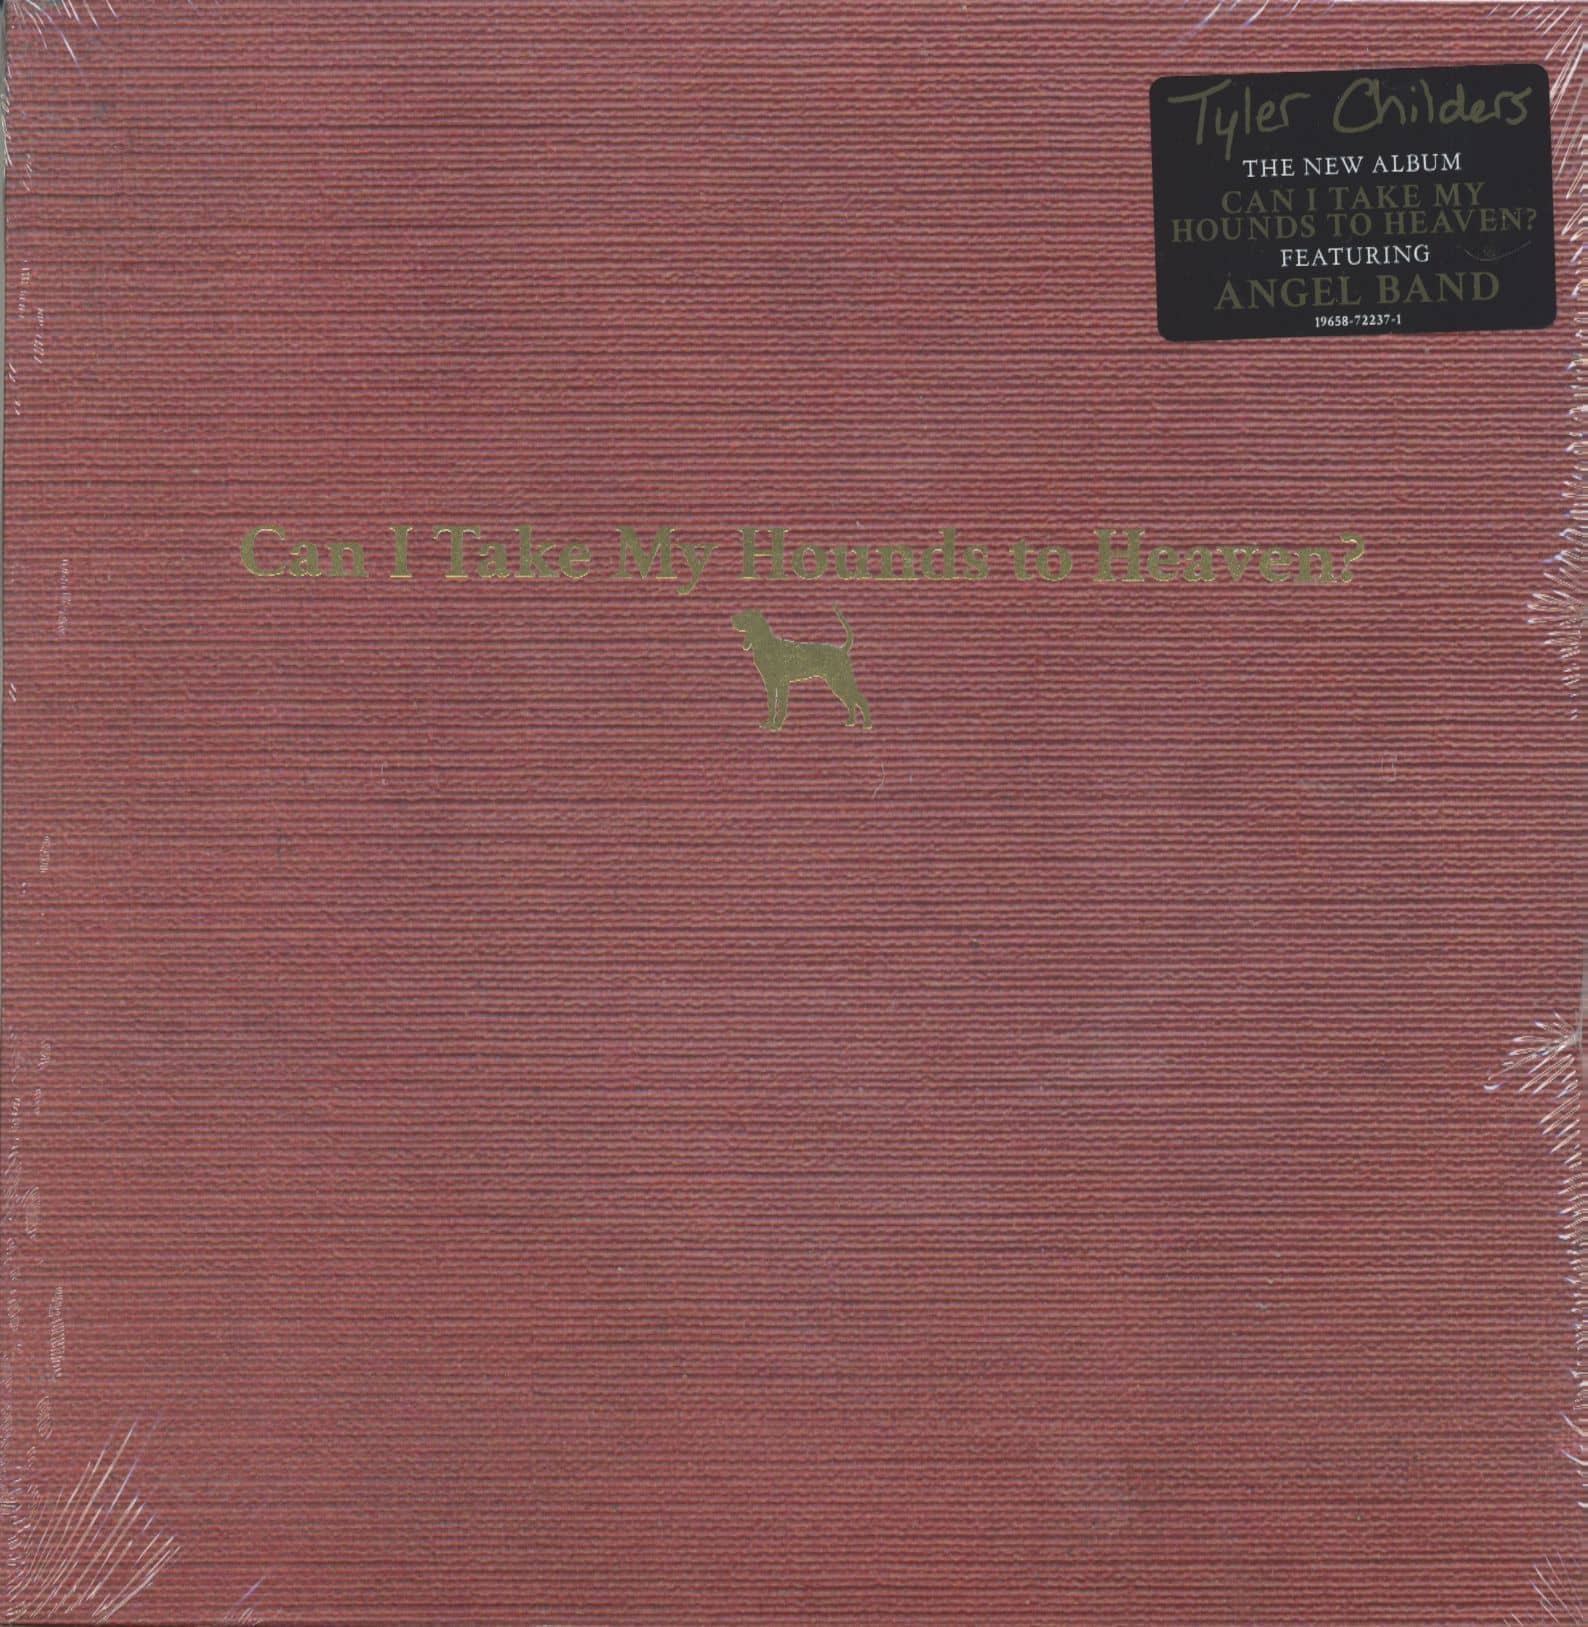 Tyler Childers
THE NEW ALBUM
CAN I TAKE MY
HOUNDS TO HEAVEN?
FEATURING
ANGEL BAND
19658-72237-1
Can I Take My Hounds to Heaven?